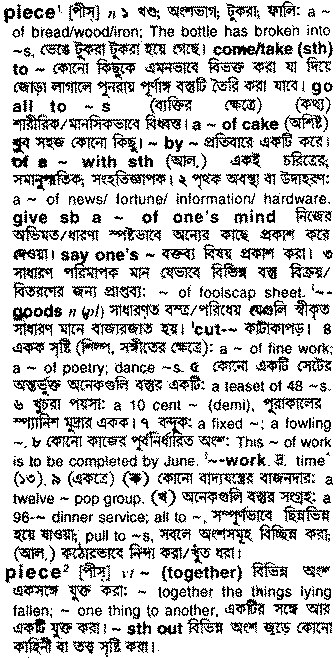 piece¹ [পীস্] n ১ খণ্ড; অংশভাগ; টুকরা; ফালি: a ~
of bread/wood/iron; The bottle has broken into
~s, ভেঙে টুকরা টুকরা হয়ে গেছে। come/take (sth)
to ~ কোনো কিছুকে এমনভাবে বিভক্ত করা যা দিয়ে
জোড়া লাগালে পুনরায় পূর্ণাঙ্গ বস্তুটি তৈরি করা যাবে। go
all to ~ s (ব্যক্তির ক্ষেত্রে) (কথ্য)
শারীরিক/মানসিকভাবে বিধ্বস্ত। a ~ of cake (অশিষ্ট)
খুব সহজ কোনো কিছু। ~ by ~ প্রতিবারে একটি করে।
of a ~ with sth (আল.) একই চরিত্রের;
সমানুপাতিক; সংহতিজ্ঞাপক। ২ পৃথক অবস্থা বা উদাহরণ:
a ~ of news/ fortune/ information/ hardware.
give sb a ~ of one's mind নিজের
অভিমত/ধারণা স্পষ্টভাবে অন্যের কাছে প্রকাশ করে
দেওয়া। say one's ~ বক্তব্য বিষয় প্রকাশ করা। ৩
সাধারণ পরিমাপক মান যেভাবে বিভিন্ন বস্তু বিক্রয়/
বিতরণের জন্য প্রাপ্তব্য: ~ of foolscap sheet. '~-
goods n (pl) সাধারণত বস্ত্র/পরিধেয় যেগুলি স্বীকৃত
সাধারণ মানে বাজারজাত হয়। 'cut-~ কাটাকাপড়। ৪
একক সৃষ্টি (শিল্প, সঙ্গীতের ক্ষেত্রে): a ~ of fine work;
a ~ of poetry; dance ~s. ৫ কোনো একটি সেটের
অন্তর্ভুক্ত অনেকগুলি বস্তুর একটি: a teaset of 48 ~s.
৬ খুচরা পয়সা: a 10 cent ~ (demi), পুরাকালের
স্প্যানিশ মুদ্রার একক। ৭ বন্দুক: a fixed ~; a fowling
~. ৮ কোনো কাজের পূর্বনির্ধারিত অংশ: This ~ of work
is to be completed by June. '~-work. দ্র. time¹
(১৩). ৯ (একত্রে) (ক) কোনো বাদ্যযন্ত্রের বাজনদার: a
twelve ~ pop group. (খ) অনেকগুলি বস্তুর সংগ্রহ: a
96-~ dinner service; all to ~, সম্পূর্ণভাবে ছিন্নভিন্ন
হয়ে যাওয়া; pull to ~s, সবলে অংশসমূহ বিচ্ছিন্ন করা;
(আল.) কঠোরভাবে নিন্দা করা/খুঁত ধরা।
piece² [পীস্] vt ~ (together) বিভিন্ন অংশ
একসঙ্গে যুক্ত করা: ~ together the things lying
fallen; ~ one thing to another, একটির সঙ্গে আর
একটি যুক্ত করা। ~ sth out বিভিন্ন অংশ জুড়ে কোনো
কাহিনী বা তত্ত্ব সৃষ্টি করা।